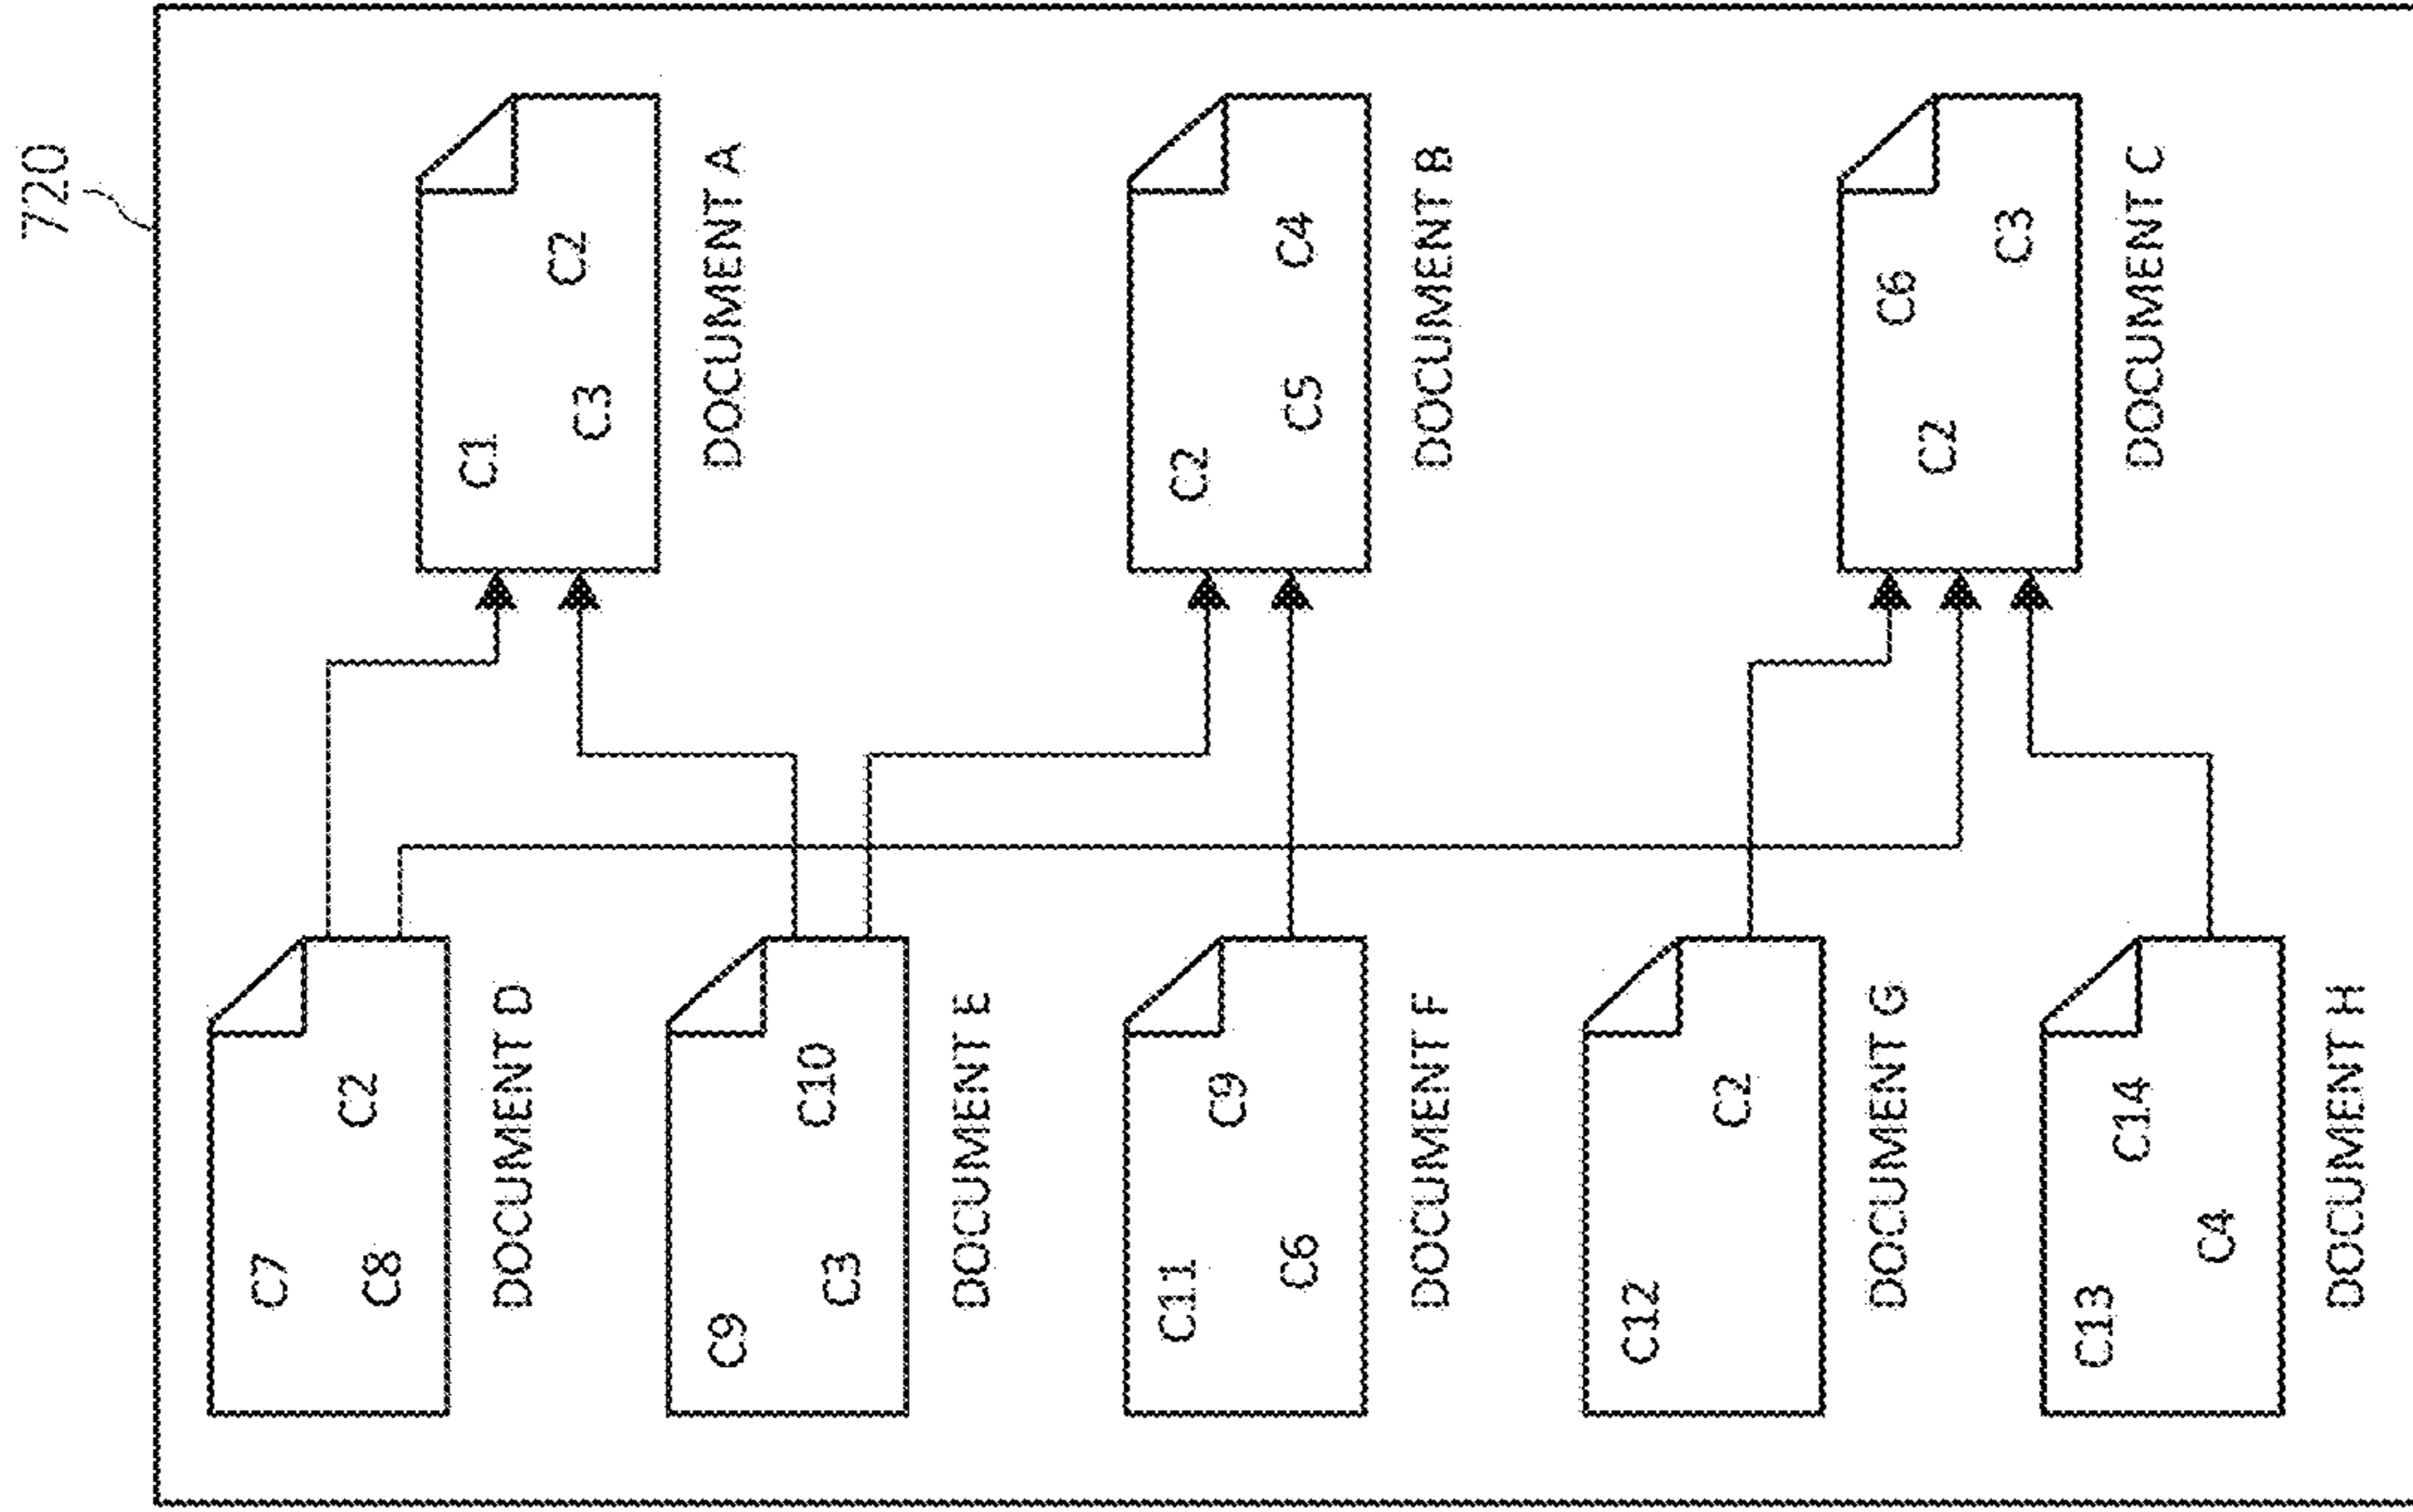 720
C7
C2
C8
DOCUMENT D
C1
C2
C3
DOCUMENT A
C9
C10
C3
DOCUMENT E
C2
C4
C5
DOCUMENT B
C11
C9
C6
DOCUMENT F
C12
C2
DOCUMENT G
C6
C2
C3
DOCUMENT C
C13
C14
C4
DOCUMENT H